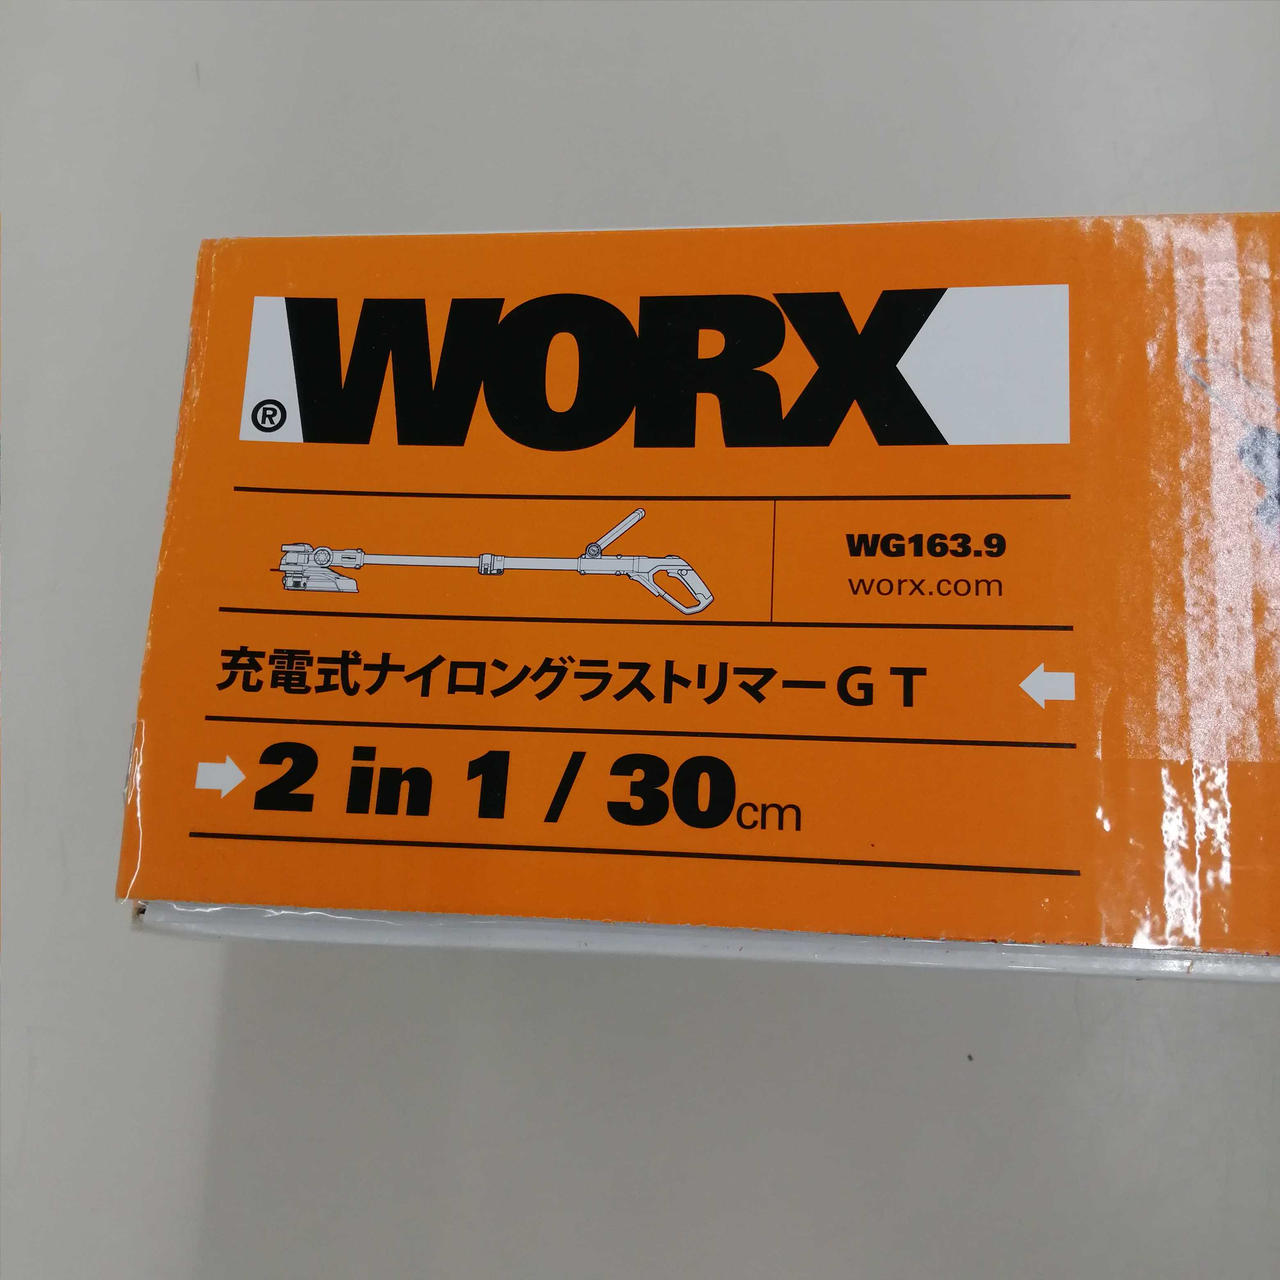 WORX®
WG163.9
worx.com
充電式ナイロングラストリマーGT
2 in 1 / 30cm